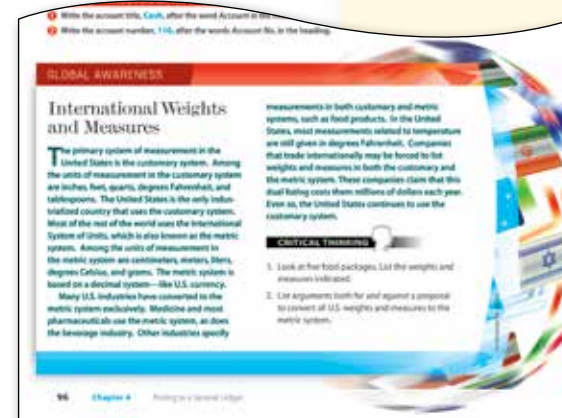 Write the account title, Cash, after the word Account in the
Write the account number, 110, after the words Account No. in the heading.
GLOBAL AWARENESS
International Weights
and Measures
The primary system of measurement in the
United States is the customary system. Among
the units of measurement in the customary system
are inches, feet, quarts, degrees Fahrenheit, and
tablespoons. The United States is the only indus-
trialized country that uses the customary system.
Most of the rest of the world uses the International
System of Units, which is also known as the metric
system. Among the units of measurement in
the metric system are centimeters, meters, liters,
degrees Celsius, and grams. The metric system is
based on a decimal system—like U.S. currency.
Many U.S. industries have converted to the
metric system exclusively. Medicine and most
pharmaceuticals use the metric system, as does
the beverage industry. Other industries specify
measurements in both customary and metric
systems, such as food products. In the United
States, most measurements related to temperature
are still given in degrees Fahrenheit. Companies
that trade internationally may be forced to list
weights and measures in both the customary and
the metric system. These companies claim that this
dual listing costs them millions of dollars each year.
Even so, the United States continues to use the
customary system.
CRITICAL THINKING
1. Look at five food packages. List the weights and
measures indicated.
2. List arguments both for and against a proposal
to convert all U.S. weights and measures to the
metric system.
96 Chapter 4 Posting to a General Ledger